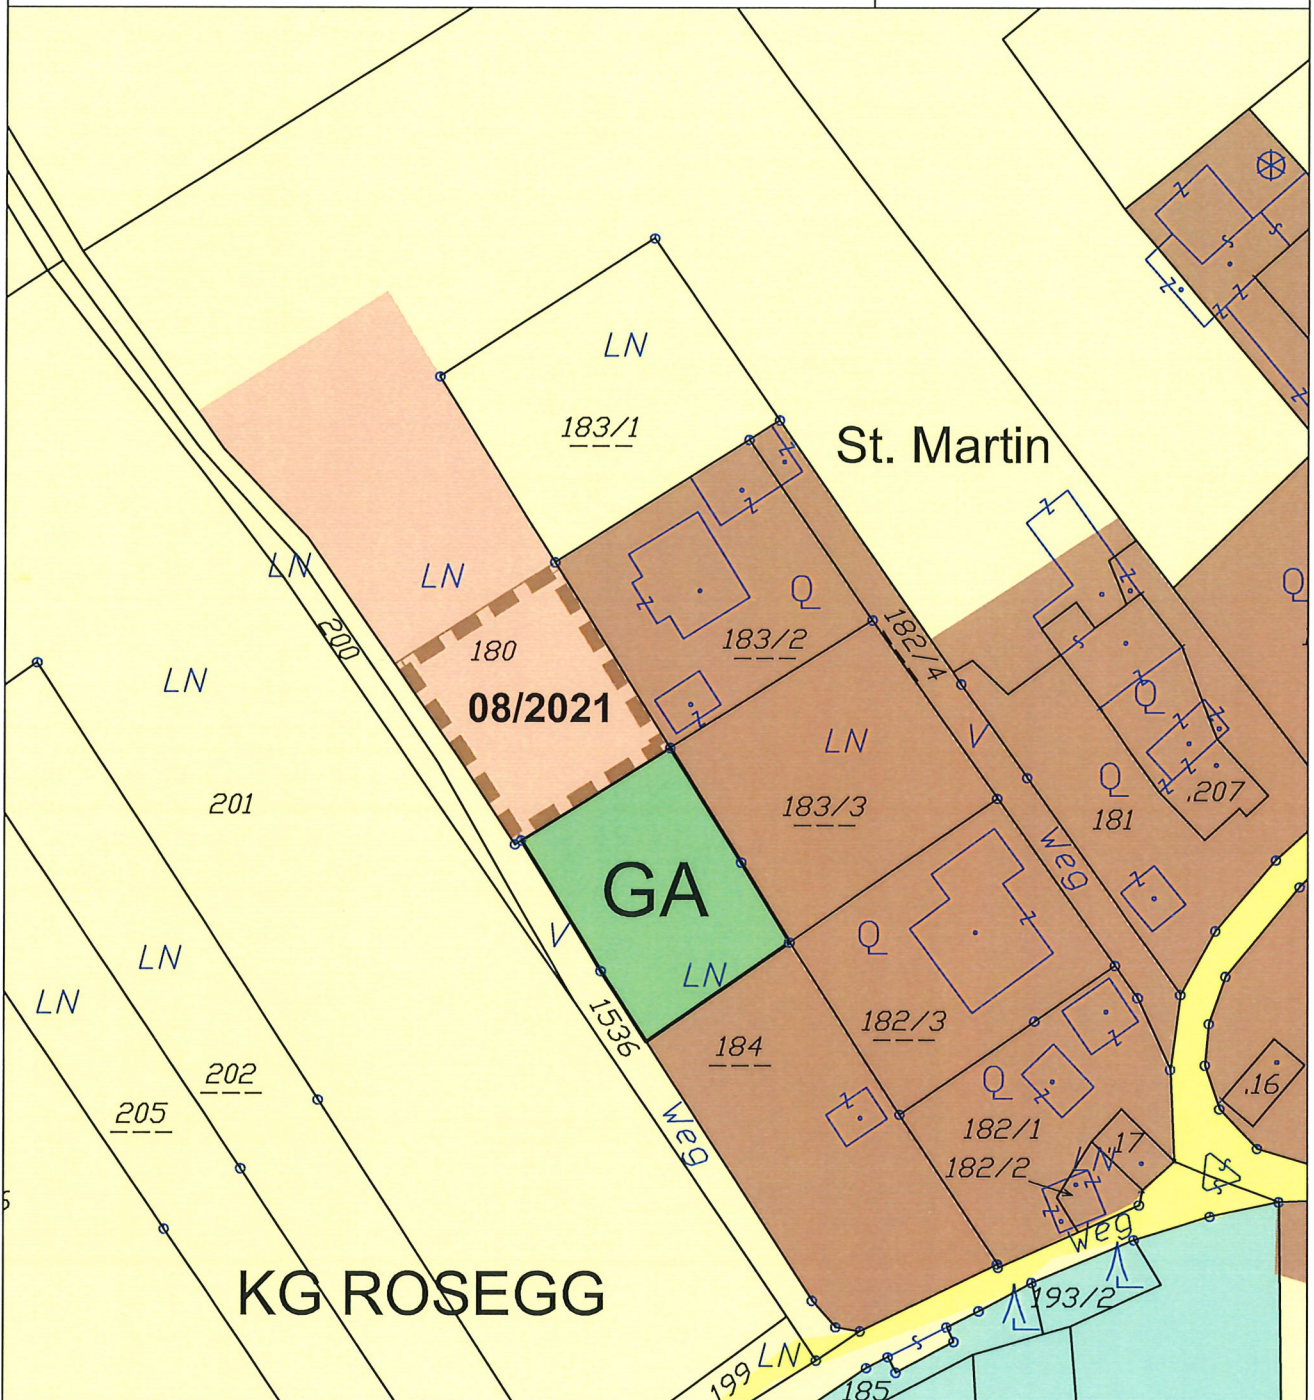 LN
183/1
St. Martin
LN
LN
Q
Q
200
180
183/2
182/4
LN
08/2021
Q
LN
V
201
183/3
Q
.207
181
Weg
GA
V
Q
LN
LN
LN
1536
182/3
184
202
Q
.16
205
Weg
182/1
.17
182/2
Weg
KG ROSEGG
193/2
LN
199
185